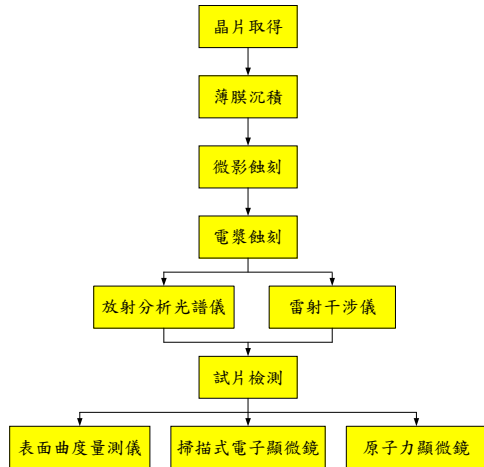 晶片取得
薄膜沉積
微影蝕刻
電漿蝕刻
放射分析光譜儀
雷射干涉儀
試片檢測
表面曲度量測儀
掃描式電子顯微鏡
原子力顯微鏡